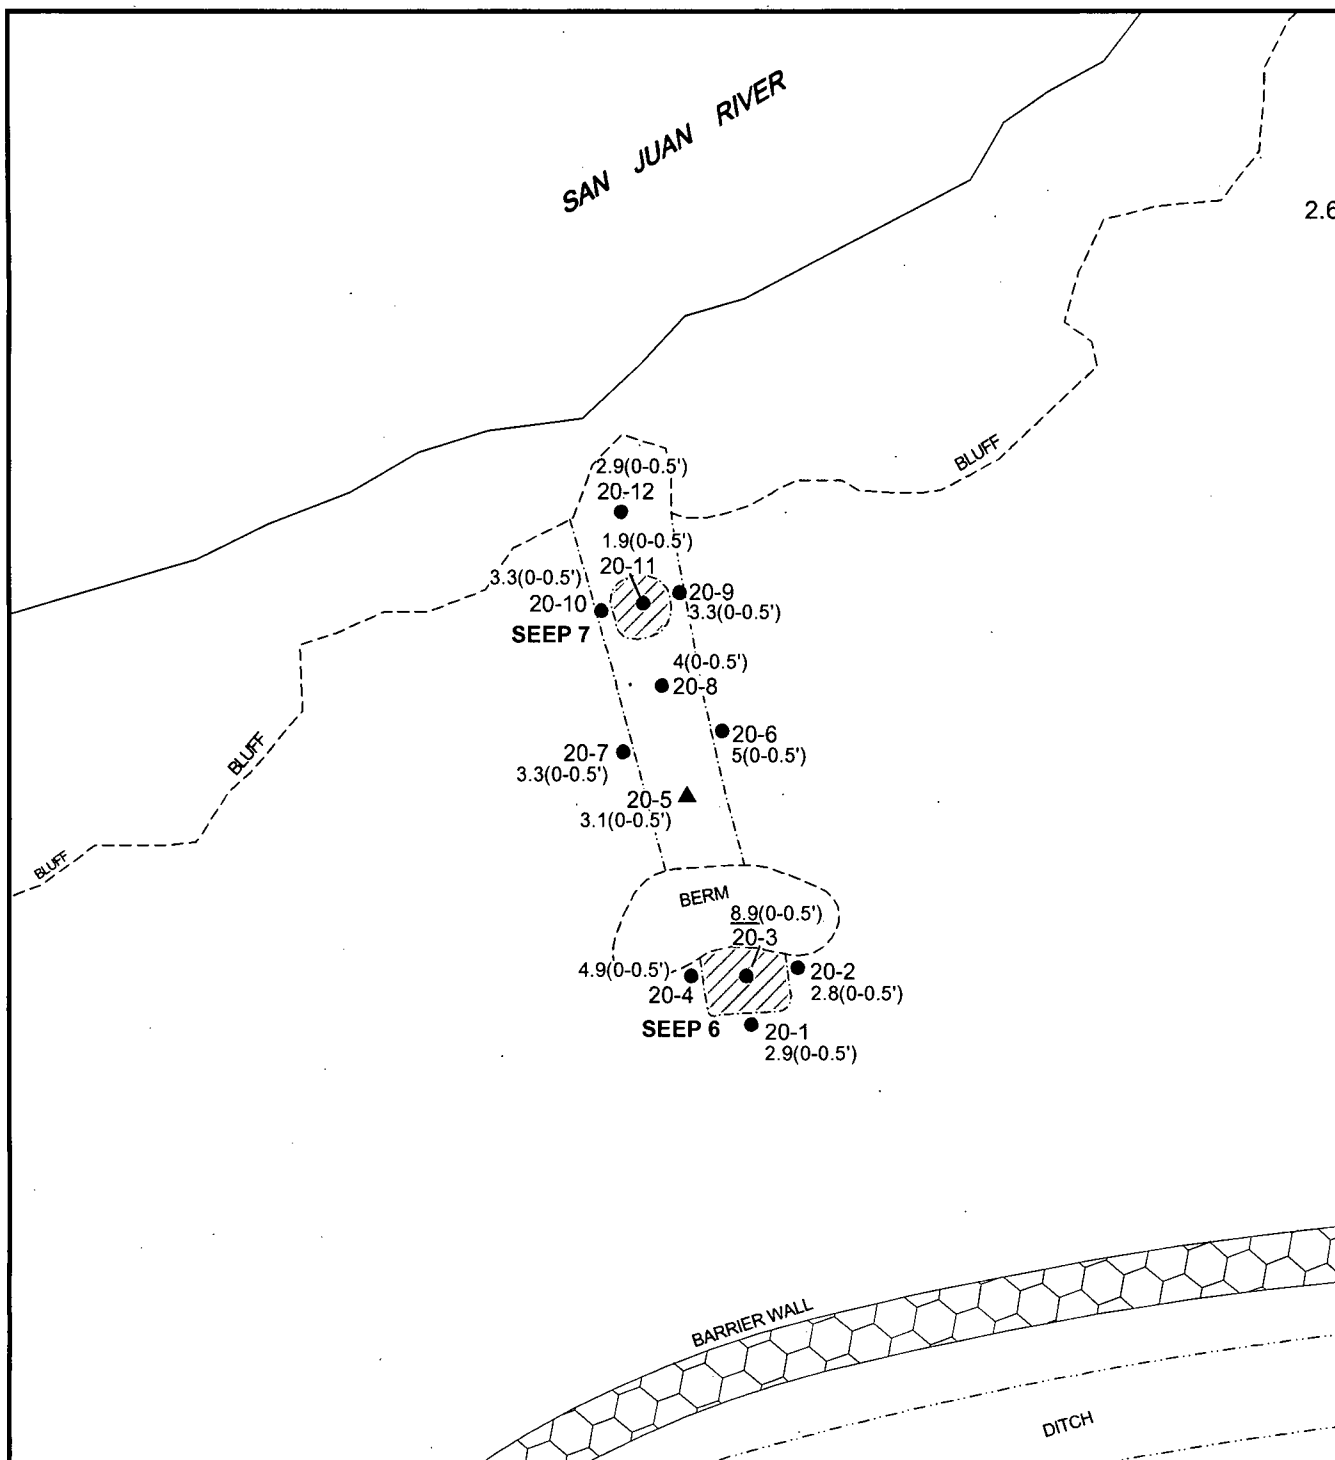 SAN JUAN RIVER
2.6
BLUFF
2.9(0-0.5')
20-12
1.9(0-0.5')
20-11
3.3(0-0.5')
20-10
20-9
3.3(0-0.5')
SEEP 7
4(0-0.5')
20-8
20-6
5(0-0.5')
20-7
3.3(0-0.5')
BLUFF
20-5
3.1(0-0.5')
BLUFF
BERM
8.9(0-0.5')
20-3
4.9(0-0.5')
20-4
20-2
2.8(0-0.5')
SEEP 6
20-1
2.9(0-0.5')
BARRIER WALL
DITCH